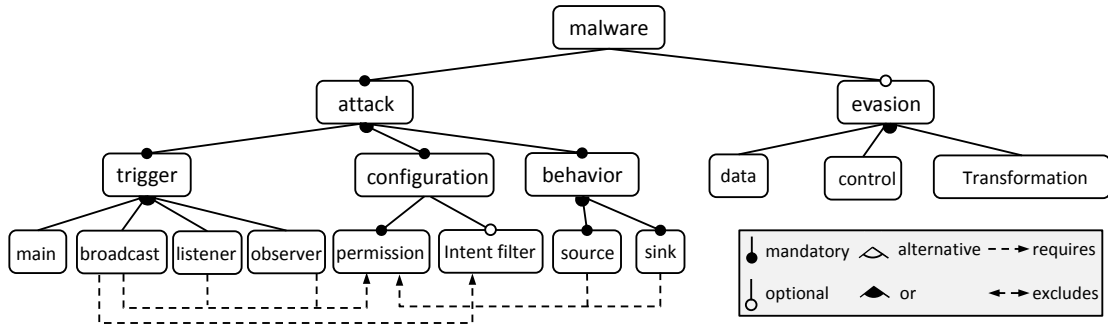 malware
attack
evasion
trigger
configuration
behavior
data
control
Transformation
main
broadcast
listener
observer
permission
Intent filter
source
sink
mandatory
alternative
requires
optional
or
excludes